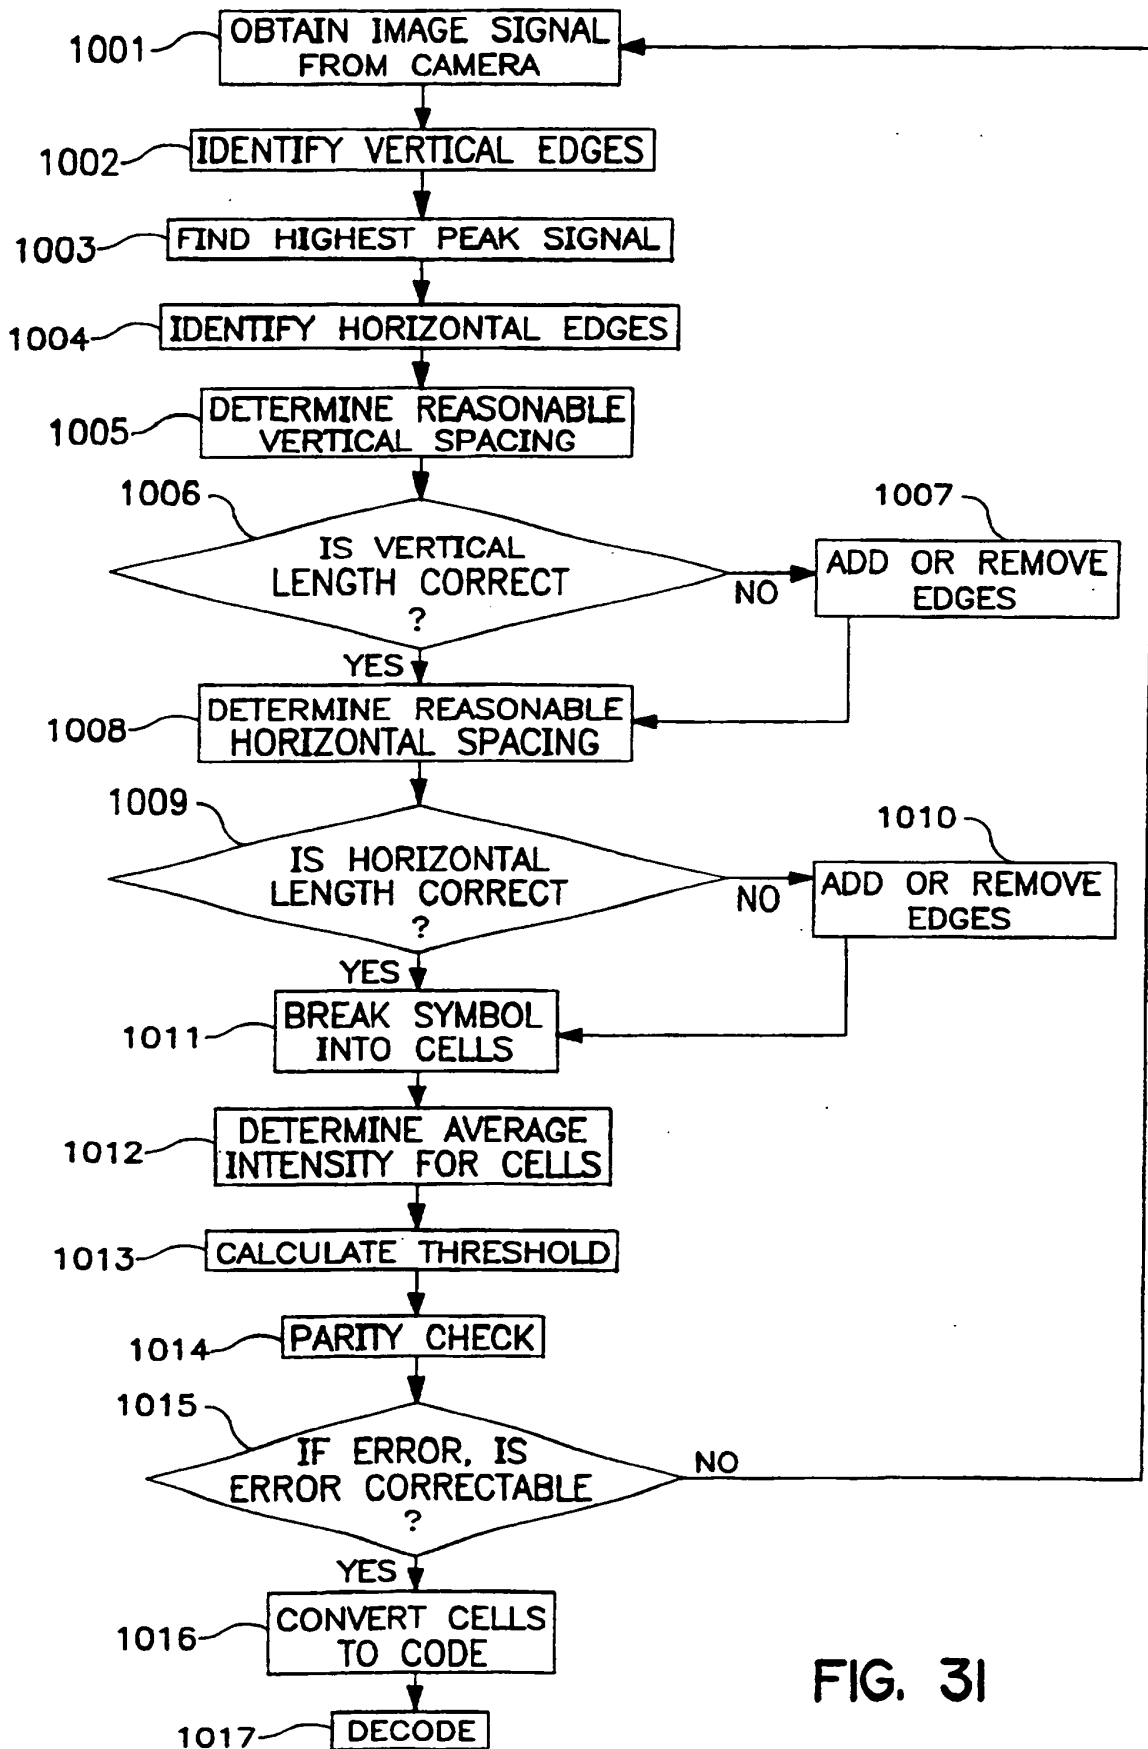 1001
OBTAIN IMAGE SIGNAL
FROM CAMERA
1002
IDENTIFY VERTICAL EDGES
1003
FIND HIGHEST PEAK SIGNAL
1004
IDENTIFY HORIZONTAL EDGES
1005
DETERMINE REASONABLE
VERTICAL SPACING
1006
IS VERTICAL
LENGTH CORRECT
?
NO
1007
ADD OR REMOVE
EDGES
YES
1008
DETERMINE REASONABLE
HORIZONTAL SPACING
1009
IS HORIZONTAL
LENGTH CORRECT
?
NO
1010
ADD OR REMOVE
EDGES
YES
1011
BREAK SYMBOL
INTO CELLS
1012
DETERMINE AVERAGE
INTENSITY FOR CELLS
1013
CALCULATE THRESHOLD
1014
PARITY CHECK
1015
IF ERROR, IS
ERROR CORRECTABLE
?
NO
YES
1016
CONVERT CELLS
TO CODE
1017
DECODE
FIG. 31